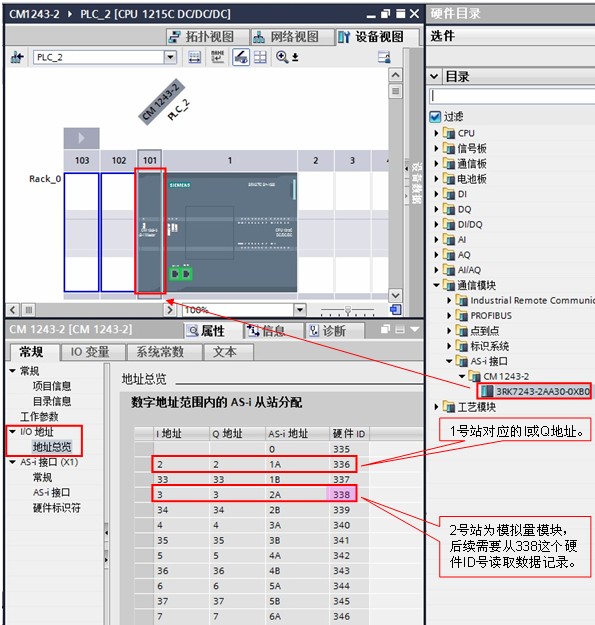 CM1243-2 ▸ PLC_2 [CPU 1215C DC/DC/DC]
拓扑视图 网络视图 设备视图
PLC_2
CM 1243-2
PLC_2
103 102 101 1 2 3
Rack_0
SIEMENS
100%
设备数据
CM 1243-2 [CM 1243-2]
属性 信息 诊断
常规 IO 变量 系统常数 文本
常规
项目信息
目录信息
工作参数
I/O 地址
地址总览
AS-i 接口 (X1)
常规
AS-i 接口
硬件标识符
地址总览
数字地址范围内的 AS-i 从站分配
I 地址 Q 地址 AS-i 地址 硬件 ID
0 335
2 2 1A 336
33 33 1B 337
3 3 2A 338
34 34 2B 339
4 4 3A 340
35 35 3B 341
5 5 4A 342
36 36 4B 343
6 6 5A 344
37 37 5B 345
7 7 6A 346
硬件目录
选件
目录
过滤
CPU
信号板
通信板
电池板
DI
DQ
DI/DQ
AI
AQ
AI/AQ
通信模块
Industrial Remote Communic
PROFIBUS
点到点
标识系统
AS-i 接口
CM 1243-2
3RK7243-2AA30-0XB0
工艺模块
1号站对应的I或Q地址。
2号站为模拟量模块，
后续需要从338这个硬
件ID号读取数据记录。